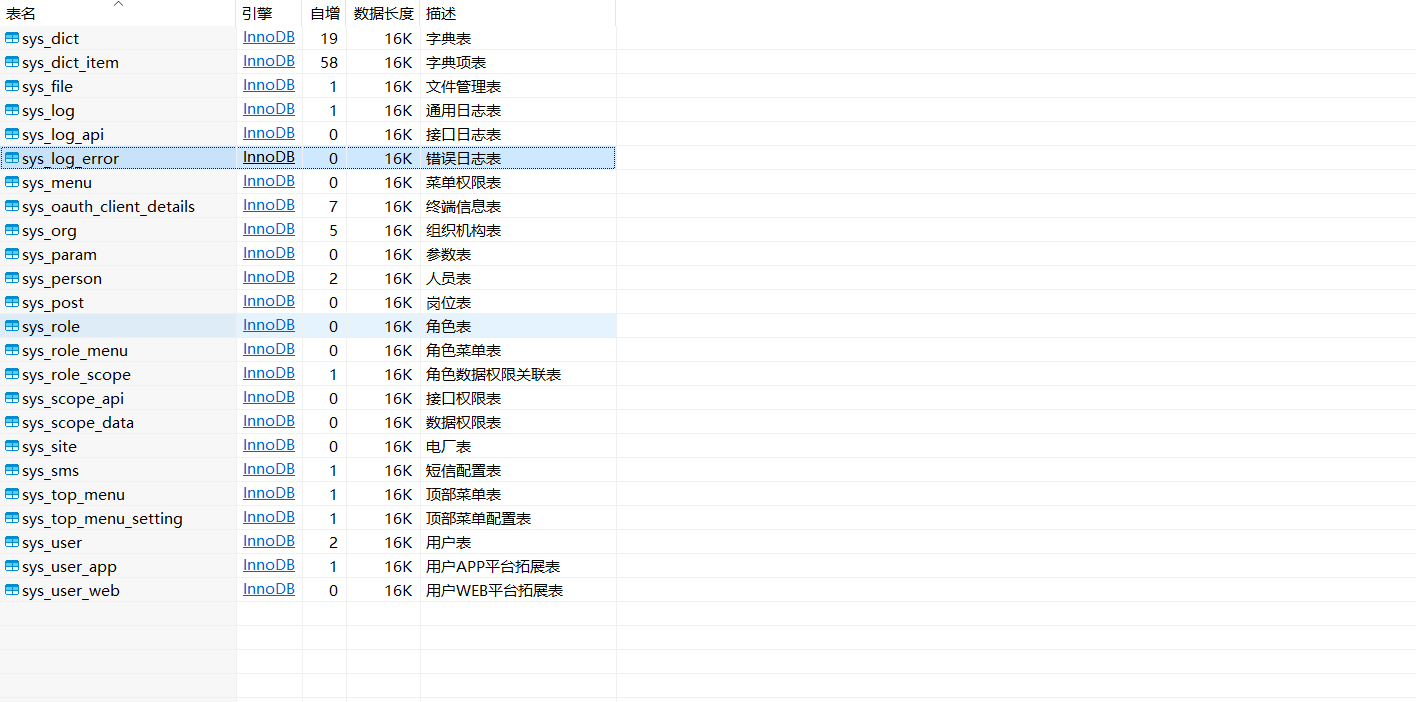 表名 引擎 自增 数据长度 描述
sys_dict InnoDB 19 16K 字典表
sys_dict_item InnoDB 58 16K 字典项表
sys_file InnoDB 1 16K 文件管理表
sys_log InnoDB 1 16K 通用日志表
sys_log_api InnoDB 0 16K 接口日志表
sys_log_error InnoDB 0 16K 错误日志表
sys_menu InnoDB 0 16K 菜单权限表
sys_oauth_client_details InnoDB 7 16K 终端信息表
sys_org InnoDB 5 16K 组织机构表
sys_param InnoDB 0 16K 参数表
sys_person InnoDB 2 16K 人员表
sys_post InnoDB 0 16K 岗位表
sys_role InnoDB 0 16K 角色表
sys_role_menu InnoDB 0 16K 角色菜单表
sys_role_scope InnoDB 1 16K 角色数据权限关联表
sys_scope_api InnoDB 0 16K 接口权限表
sys_scope_data InnoDB 0 16K 数据权限表
sys_site InnoDB 0 16K 电厂表
sys_sms InnoDB 1 16K 短信配置表
sys_top_menu InnoDB 1 16K 顶部菜单表
sys_top_menu_setting InnoDB 1 16K 顶部菜单配置表
sys_user InnoDB 2 16K 用户表
sys_user_app InnoDB 1 16K 用户APP平台拓展表
sys_user_web InnoDB 0 16K 用户WEB平台拓展表